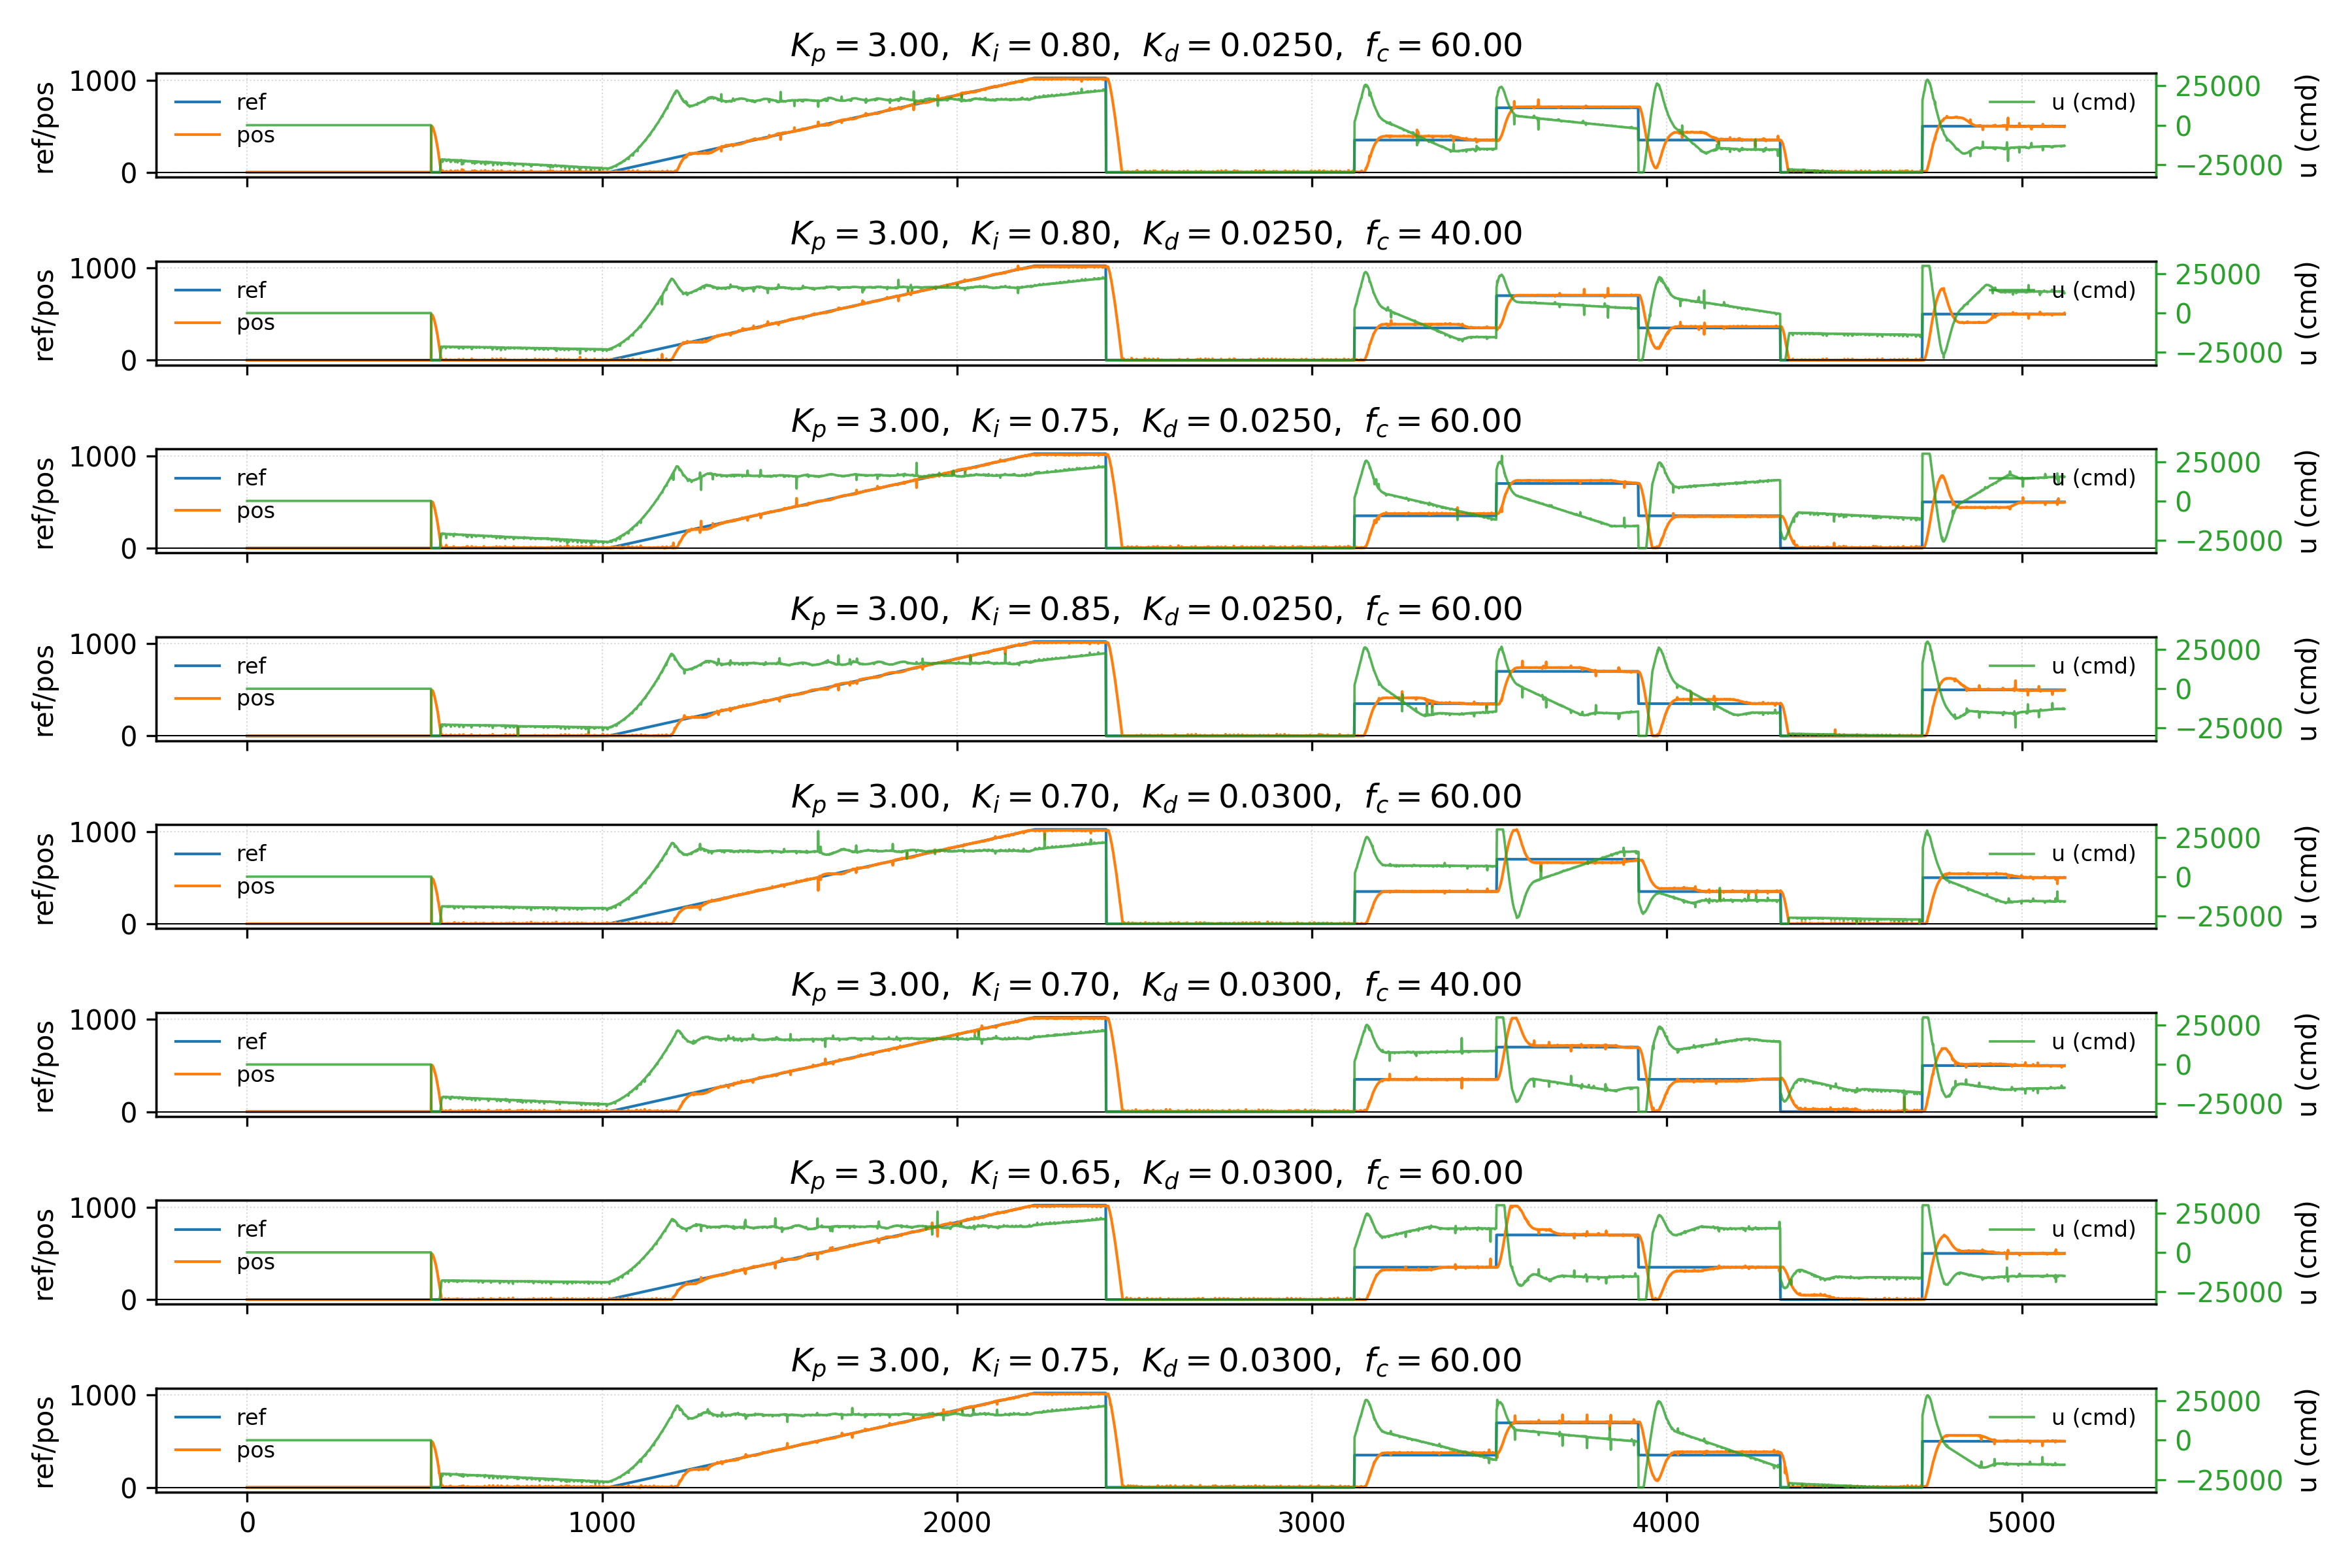 K_p = 3.00, K_i = 0.80, K_d = 0.0250, f_c = 60.00
ref/pos
1000
0
ref
pos
u (cmd)
25000
0
−25000
u (cmd)
K_p = 3.00, K_i = 0.80, K_d = 0.0250, f_c = 40.00
ref/pos
1000
0
ref
pos
u (cmd)
25000
0
−25000
u (cmd)
K_p = 3.00, K_i = 0.75, K_d = 0.0250, f_c = 60.00
ref/pos
1000
0
ref
pos
u (cmd)
25000
0
−25000
u (cmd)
K_p = 3.00, K_i = 0.85, K_d = 0.0250, f_c = 60.00
ref/pos
1000
0
ref
pos
u (cmd)
25000
0
−25000
u (cmd)
K_p = 3.00, K_i = 0.70, K_d = 0.0300, f_c = 60.00
ref/pos
1000
0
ref
pos
u (cmd)
25000
0
−25000
u (cmd)
K_p = 3.00, K_i = 0.70, K_d = 0.0300, f_c = 40.00
ref/pos
1000
0
ref
pos
u (cmd)
25000
0
−25000
u (cmd)
K_p = 3.00, K_i = 0.65, K_d = 0.0300, f_c = 60.00
ref/pos
1000
0
ref
pos
u (cmd)
25000
0
−25000
u (cmd)
K_p = 3.00, K_i = 0.75, K_d = 0.0300, f_c = 60.00
ref/pos
1000
0
ref
pos
u (cmd)
25000
0
−25000
u (cmd)
0 1000 2000 3000 4000 5000